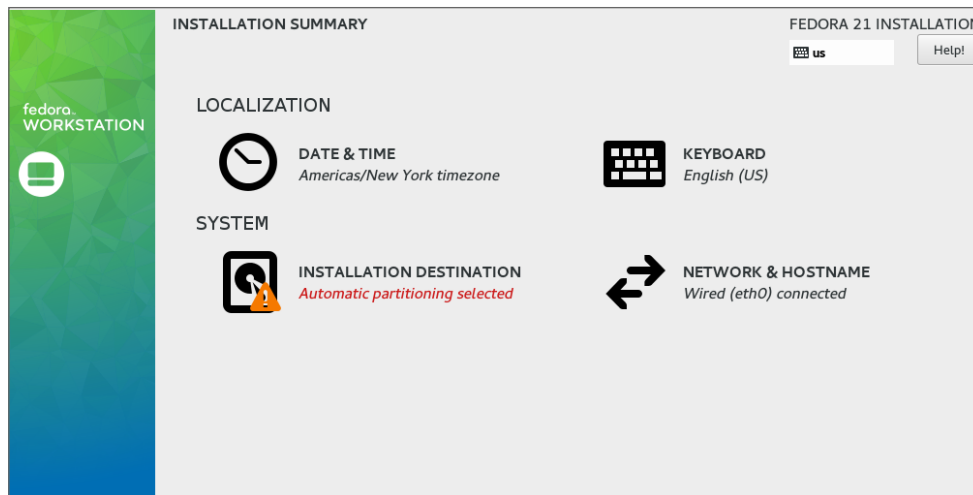 INSTALLATION SUMMARY
FEDORA 21 INSTALLATION
us
Help!
fedora
WORKSTATION
LOCALIZATION
DATE & TIME
Americas/New York timezone
KEYBOARD
English (US)
SYSTEM
INSTALLATION DESTINATION
Automatic partitioning selected
NETWORK & HOSTNAME
Wired (eth0) connected